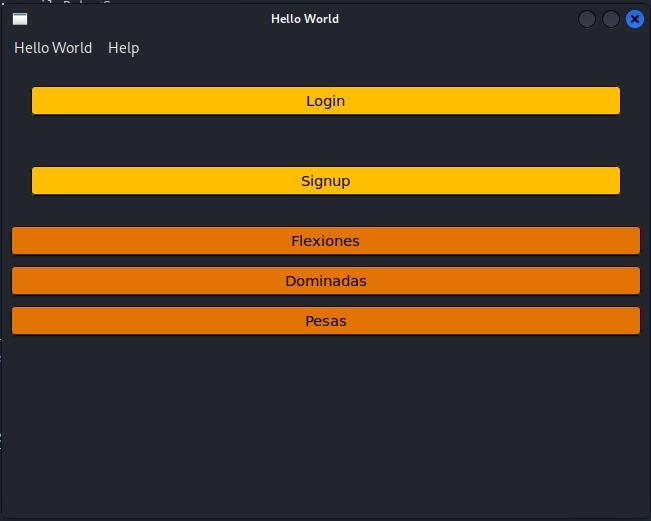 Hello World
Hello World Help
Login
Signup
Flexiones
Dominadas
Pesas